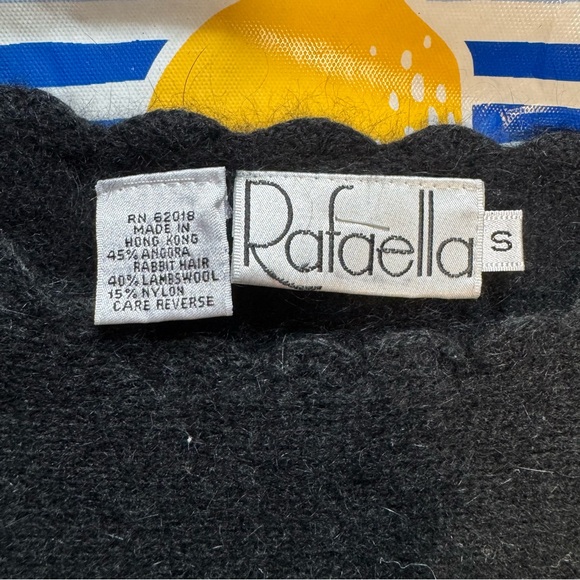 RN 62018
MADE IN
HONG KONG
45% ANGORA
RABBIT HAIR
40% LAMBSWOOL
15% NYLON
CARE REVERSE
Rafaella
S